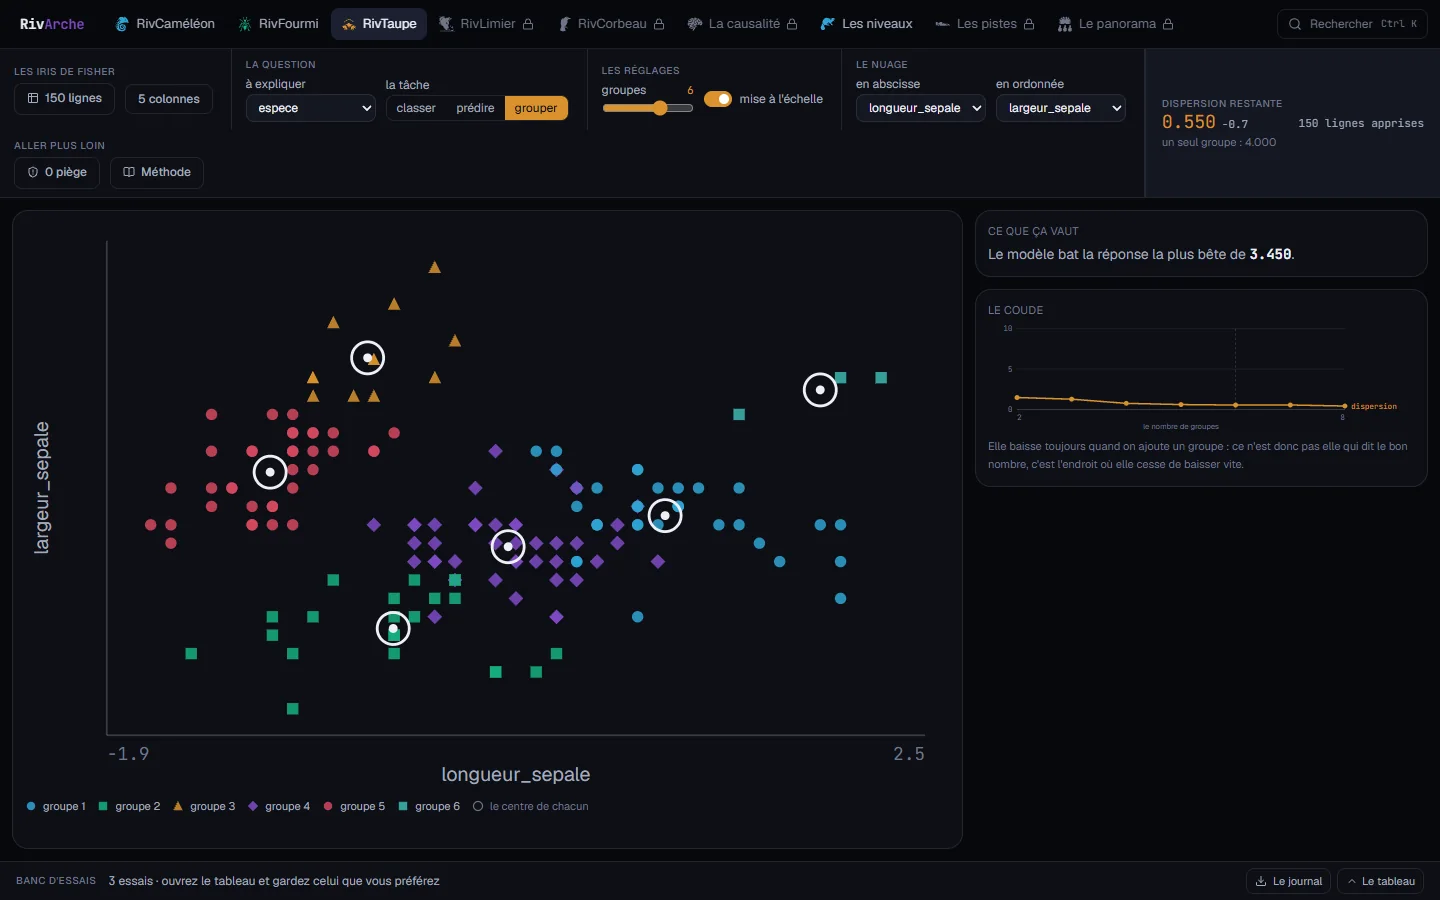 RivArche
RivCaméléon
RivFourmi
RivTaupe
RivLimier
RivCorbeau
La causalité
Les niveaux
Les pistes
Le panorama
Rechercher Ctrl K
LES IRIS DE FISHER
150 lignes
5 colonnes
LA QUESTION
à expliquer
espece
la tâche
classer prédire grouper
LES RÉGLAGES
groupes 6
mise à l'échelle
LE NUAGE
en abscisse
longueur_sepale
en ordonnée
largeur_sepale
DISPERSION RESTANTE
0.550 -0.7
150 lignes apprises
un seul groupe : 4.000
ALLER PLUS LOIN
0 piège
Méthode
largeur_sepale
-1.9
2.5
longueur_sepale
groupe 1 groupe 2 groupe 3 groupe 4 groupe 5 groupe 6 le centre de chacun
CE QUE ÇA VAUT
Le modèle bat la réponse la plus bête de 3.450.
LE COUDE
10
5
0
2
8
dispersion
le nombre de groupes
Elle baisse toujours quand on ajoute un groupe : ce n'est donc pas elle qui dit le bon
nombre, c'est l'endroit où elle cesse de baisser vite.
BANC D'ESSAIS 3 essais · ouvrez le tableau et gardez celui que vous préférez
Le journal
Le tableau